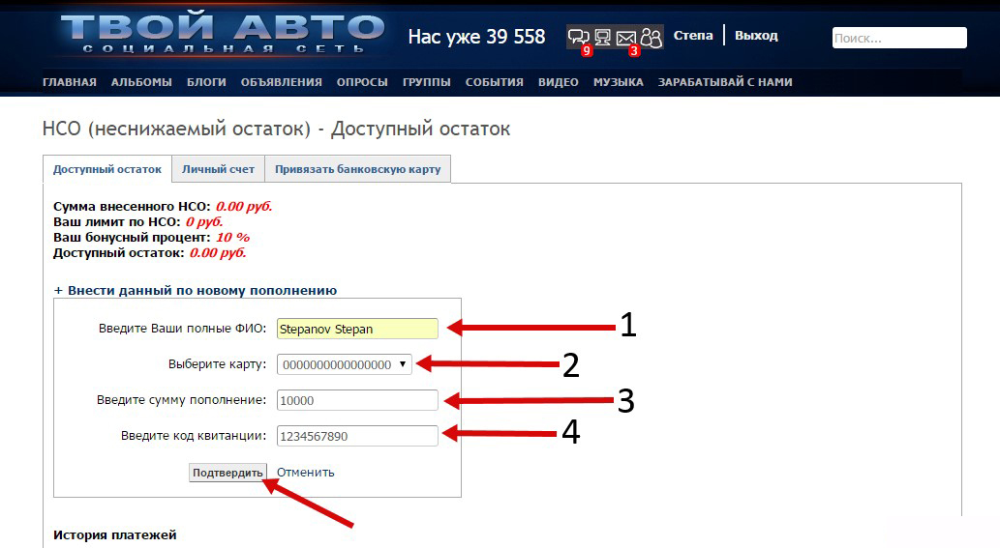 ТВОЙ АВТО
СОЦИАЛЬНАЯ СЕТЬ
Нас уже 39 558
9
3
Степа
Выход
Поиск...
ГЛАВНАЯ АЛЬБОМЫ БЛОГИ ОБЪЯВЛЕНИЯ ОПРОСЫ ГРУППЫ СОБЫТИЯ ВИДЕО МУЗЫКА ЗАРАБАТЫВАЙ С НАМИ
НСО (неснижаемый остаток) - Доступный остаток
Доступный остаток Личный счет Привязать банковскую карту
Сумма внесенного НСО: 0.00 руб.
Ваш лимит по НСО: 0 руб.
Ваш бонусный процент: 10 %
Доступный остаток: 0.00 руб.
+ Внести данный по новому пополнению
Введите Ваши полные ФИО: Stepanov Stepan 1
Выберите карту: 0000000000000000 2
Введите сумму пополнение: 10000 3
Введите код квитанции: 1234567890 4
Подтвердить Отменить
История платежей